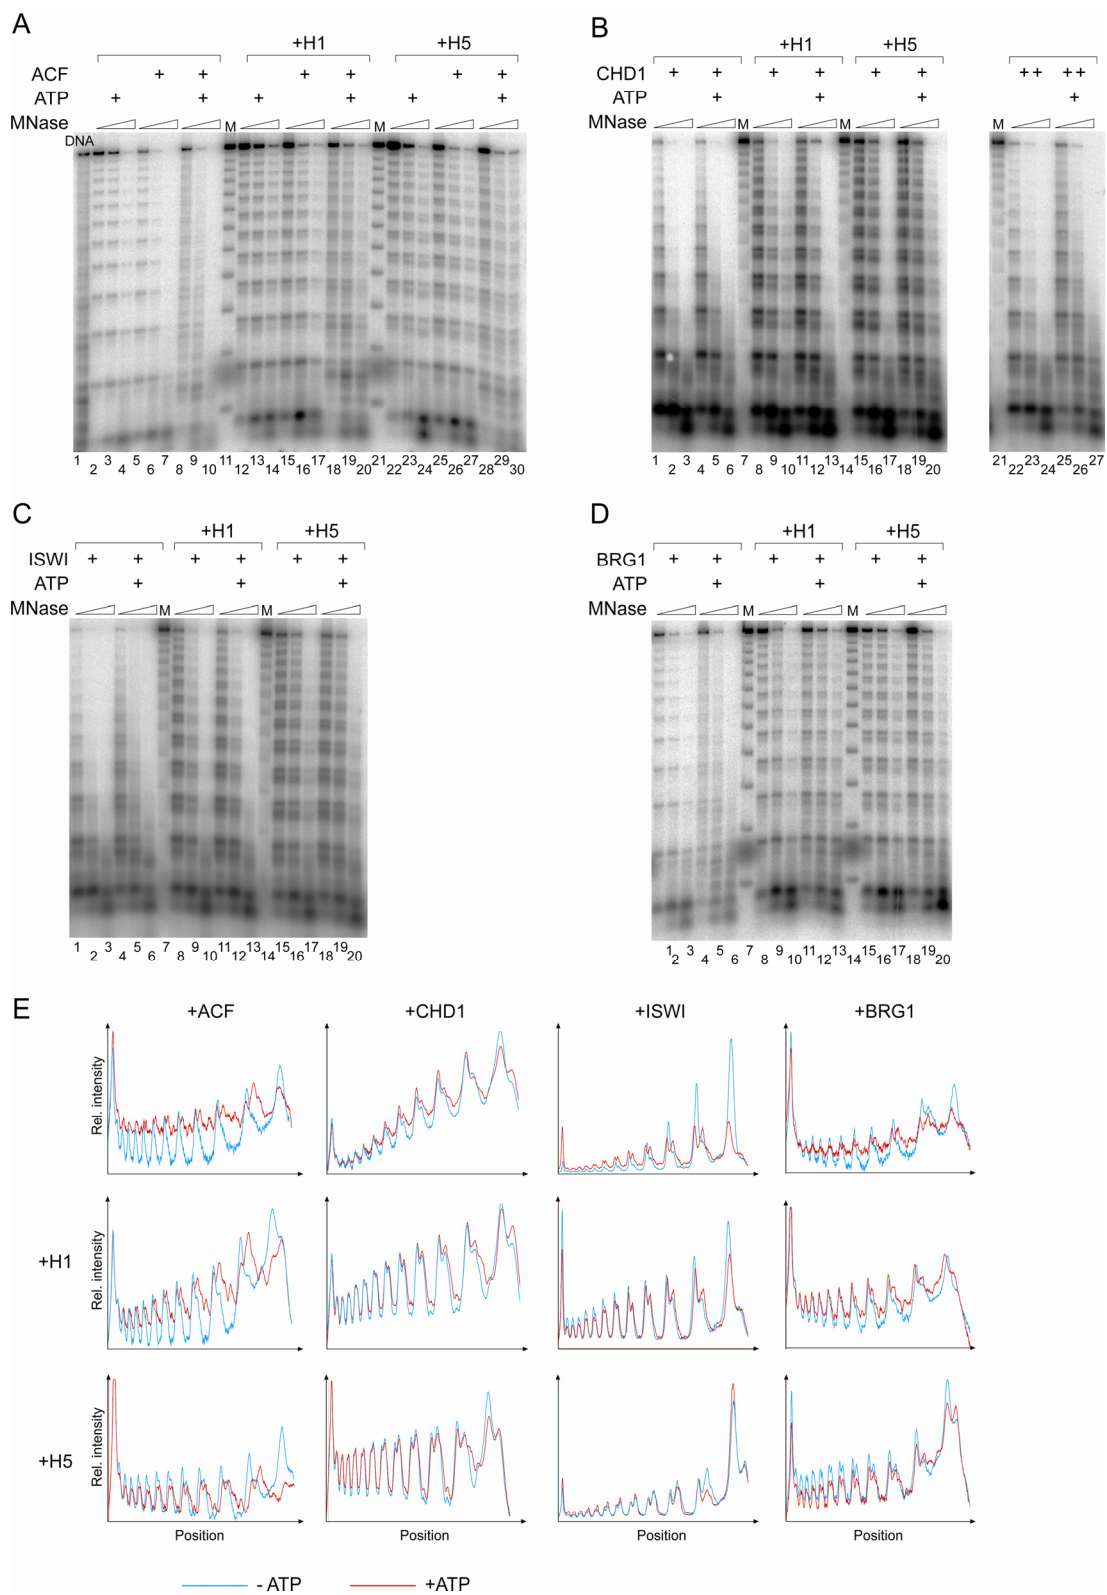 A
+H1 +H5
ACF + + + + + +
ATP + + + + + +
MNase M M
DNA
1 3 5 7 9 11 13 15 17 19 21 23 25 27 29
2 4 6 8 10 12 14 16 18 20 22 24 26 28 30
B
+H1 +H5
CHD1 + + + + + + ++ ++
ATP + + + +
MNase M M M
1 3 5 7 9 11 13 15 17 19 21 23 25 27
2 4 6 8 10 12 14 16 18 20 22 24 26
C
+H1 +H5
ISWI + + + + + +
ATP + + +
MNase M M
1 3 5 7 9 11 13 15 17 19
2 4 6 8 10 12 14 16 18 20
D
+H1 +H5
BRG1 + + + + + +
ATP + + +
MNase M M
1 3 5 7 9 11 13 15 17 19
2 4 6 8 10 12 14 16 18 20
E
+ACF +CHD1 +ISWI +BRG1
Rel. intensity
+H1
Rel. intensity
+H5
Rel. intensity
Position Position Position Position
- ATP +ATP